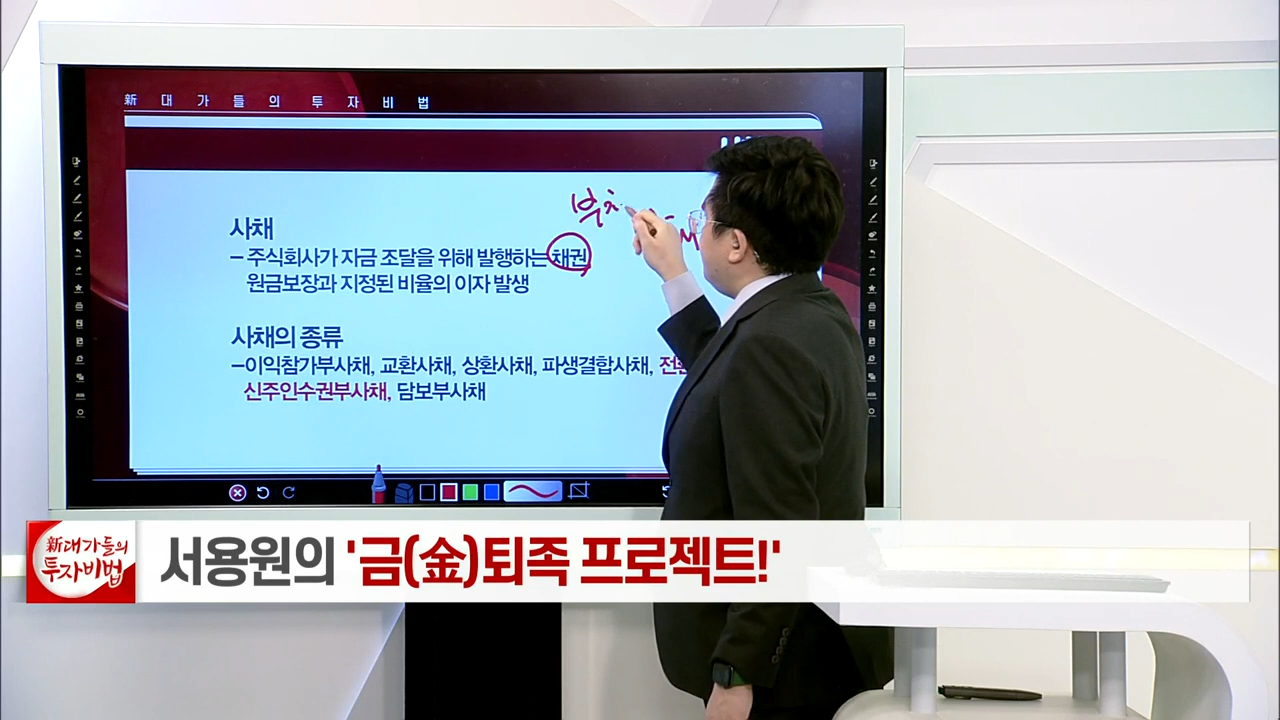 新 대 가 들 의 투 자 비 법
사채
– 주식회사가 자금 조달을 위해 발행하는 채권
원금보장과 지정된 비율의 이자 발생
사채의 종류
–이익참가부사채, 교환사채, 상환사채, 파생결합사채, 전환
신주인수권부사채, 담보부사채
新대가들의
투자비법
서용원의 '금(金)퇴족 프로젝트!'